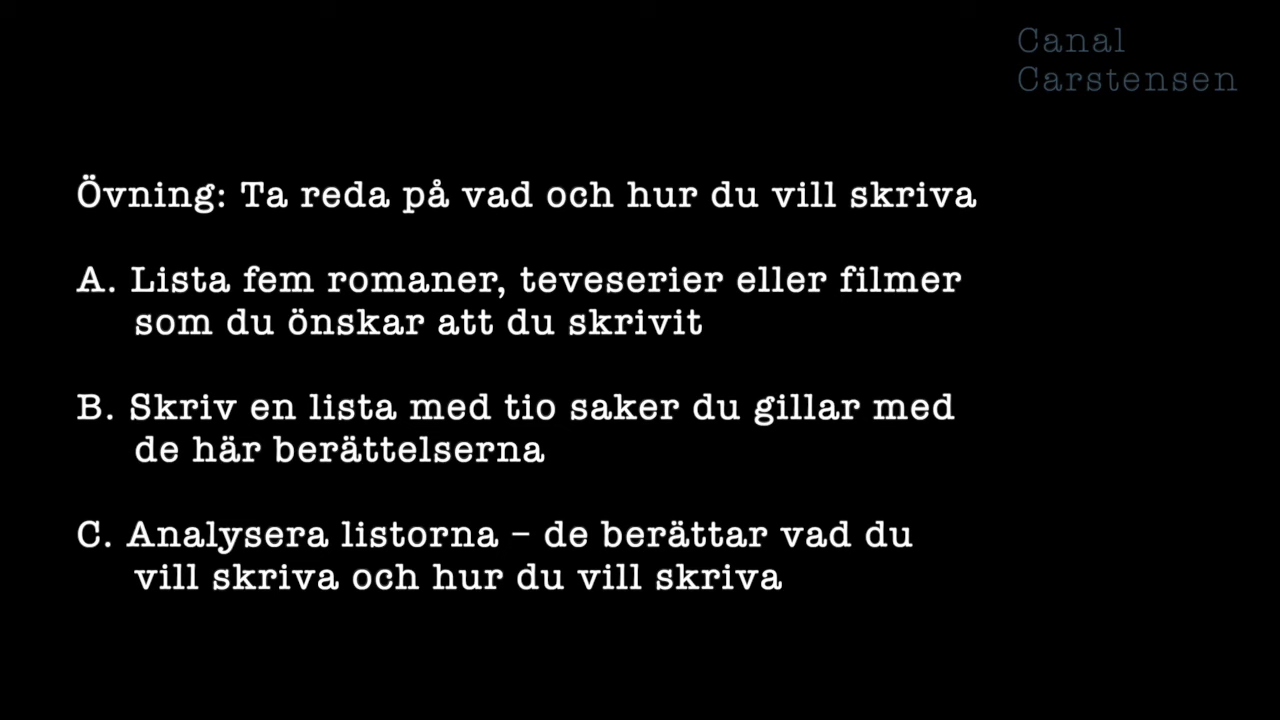 Canal
Carstensen
Övning: Ta reda på vad och hur du vill skriva
A. Lista fem romaner, teveserier eller filmer
som du önskar att du skrivit
B. Skriv en lista med tio saker du gillar med
de här berättelserna
C. Analysera listorna – de berättar vad du
vill skriva och hur du vill skriva